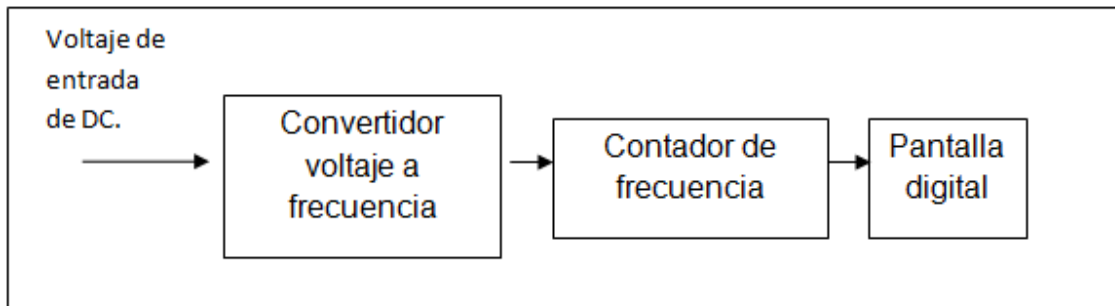 Voltaje de
entrada
de DC.
Convertidor
voltaje a
frecuencia
Contador de
frecuencia
Pantalla
digital